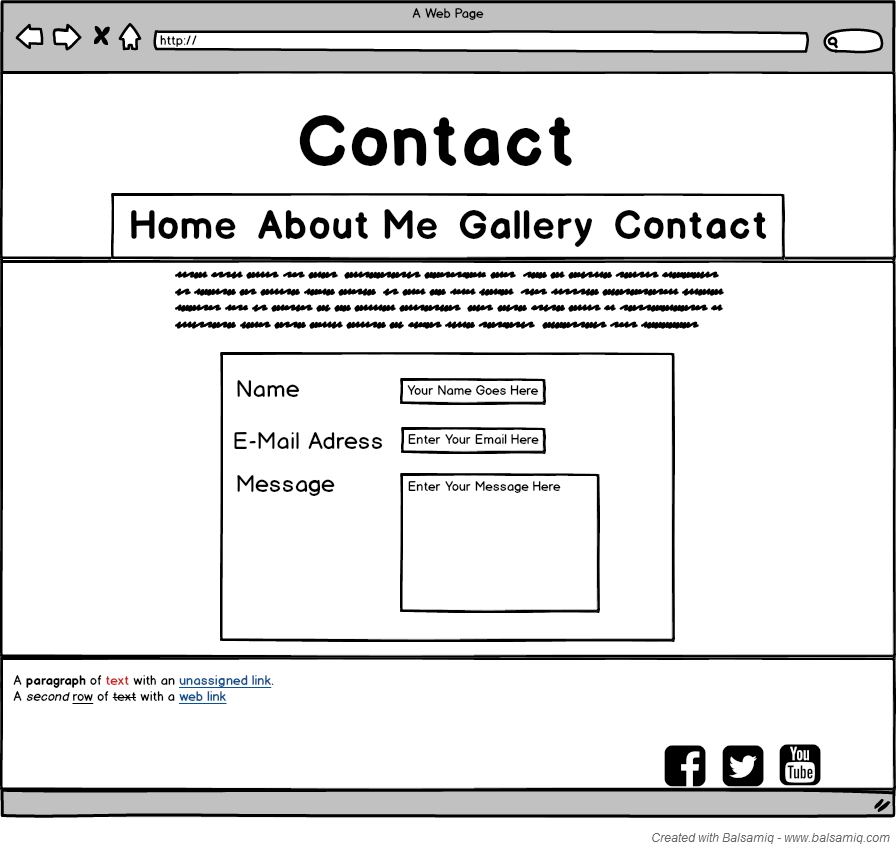 A Web Page
http://
Contact
Home About Me Gallery Contact
Name Your Name Goes Here
E-Mail Adress Enter Your Email Here
Message Enter Your Message Here
A paragraph of text with an unassigned link.
A second row of text with a web link
You
Tube
Created with Balsamiq - www.balsamiq.com